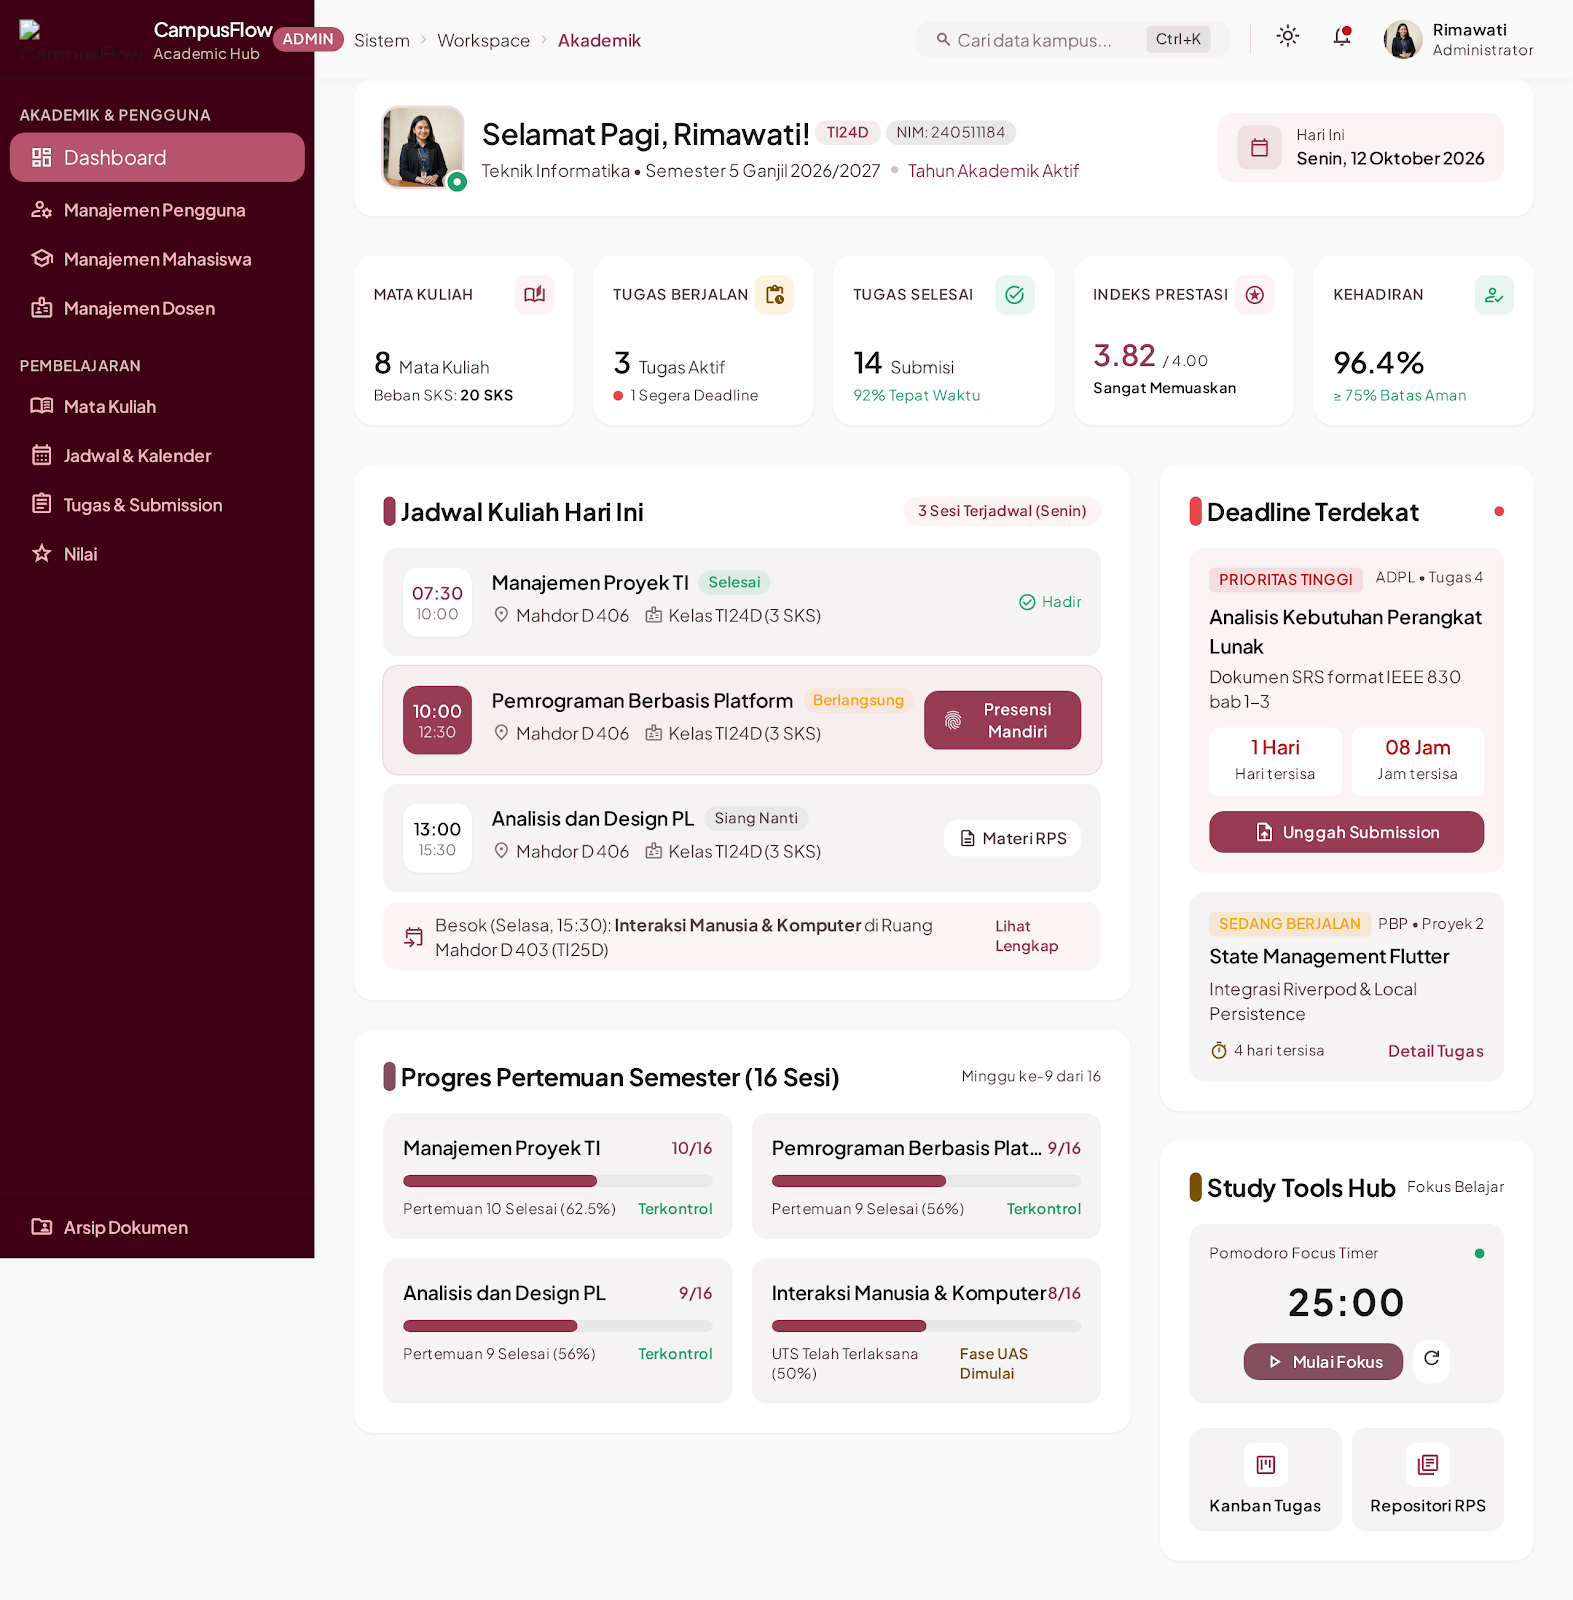 CampusFlow
CampusFlow
Academic Hub
ADMIN
Sistem
Workspace
Akademik
Cari data kampus...
Ctrl+K
Rimawati
Administrator
AKADEMIK & PENGGUNA
Dashboard
Manajemen Pengguna
Manajemen Mahasiswa
Manajemen Dosen
PEMBELAJARAN
Mata Kuliah
Jadwal & Kalender
Tugas & Submission
Nilai
Arsip Dokumen
Selamat Pagi, Rimawati!
TI24D
NIM: 240511184
Teknik Informatika • Semester 5 Ganjil 2026/2027
Tahun Akademik Aktif
Hari Ini
Senin, 12 Oktober 2026
MATA KULIAH
8 Mata Kuliah
Beban SKS: 20 SKS
TUGAS BERJALAN
3 Tugas Aktif
1 Segera Deadline
TUGAS SELESAI
14 Submisi
92% Tepat Waktu
INDEKS PRESTASI
3.82 / 4.00
Sangat Memuaskan
KEHADIRAN
96.4%
≥ 75% Batas Aman
Jadwal Kuliah Hari Ini
3 Sesi Terjadwal (Senin)
07:30
10:00
Manajemen Proyek TI
Selesai
Mahdor D 406
Kelas TI24D (3 SKS)
Hadir
10:00
12:30
Pemrograman Berbasis Platform
Berlangsung
Mahdor D 406
Kelas TI24D (3 SKS)
Presensi
Mandiri
13:00
15:30
Analisis dan Design PL
Siang Nanti
Mahdor D 406
Kelas TI24D (3 SKS)
Materi RPS
Besok (Selasa, 15:30): Interaksi Manusia & Komputer di Ruang
Mahdor D 403 (TI25D)
Lihat
Lengkap
Progres Pertemuan Semester (16 Sesi)
Minggu ke-9 dari 16
Manajemen Proyek TI
10/16
Pertemuan 10 Selesai (62.5%)
Terkontrol
Pemrograman Berbasis Plat...
9/16
Pertemuan 9 Selesai (56%)
Terkontrol
Analisis dan Design PL
9/16
Pertemuan 9 Selesai (56%)
Terkontrol
Interaksi Manusia & Komputer
8/16
UTS Telah Terlaksana
(50%)
Fase UAS
Dimulai
Deadline Terdekat
PRIORITAS TINGGI
ADPL • Tugas 4
Analisis Kebutuhan Perangkat
Lunak
Dokumen SRS format IEEE 830
bab 1–3
1 Hari
Hari tersisa
08 Jam
Jam tersisa
Unggah Submission
SEDANG BERJALAN
PBP • Proyek 2
State Management Flutter
Integrasi Riverpod & Local
Persistence
4 hari tersisa
Detail Tugas
Study Tools Hub
Fokus Belajar
Pomodoro Focus Timer
25:00
Mulai Fokus
Kanban Tugas
Repositori RPS